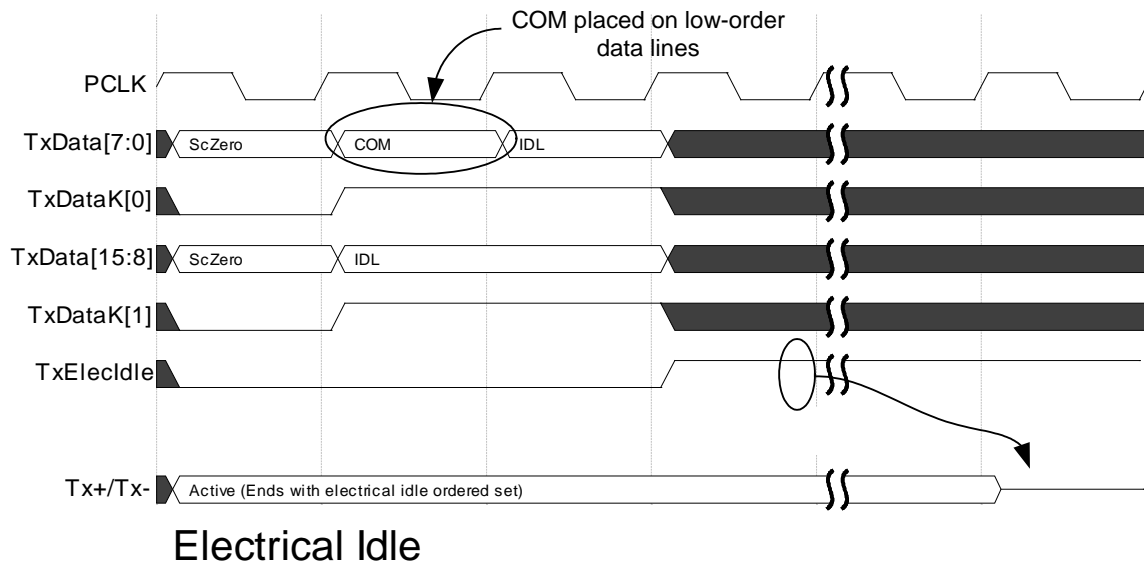 COM placed on low-order
data lines
PCLK
TxData[7:0] ScZero COM IDL
TxDataK[0]
TxData[15:8] ScZero IDL
TxDataK[1]
TxElecIdle
Tx+/Tx- Active (Ends with electrical idle ordered set)
Electrical Idle